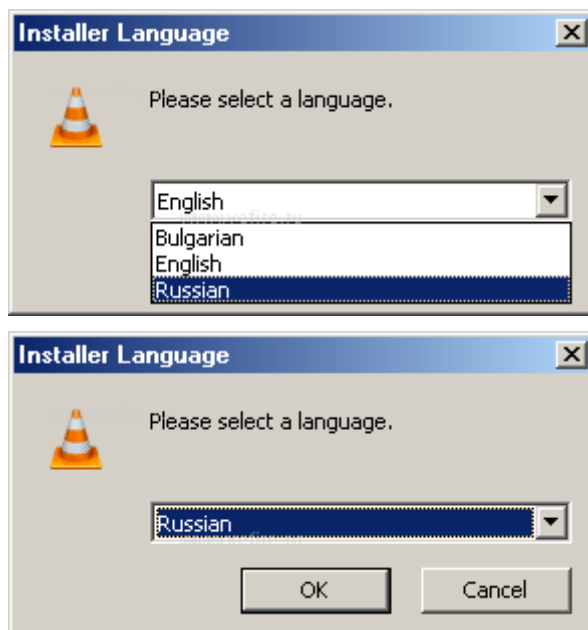 Installer Language
Please select a language.
English
Bulgarian
English
Russian
Installer Language
Please select a language.
Russian
OK
Cancel